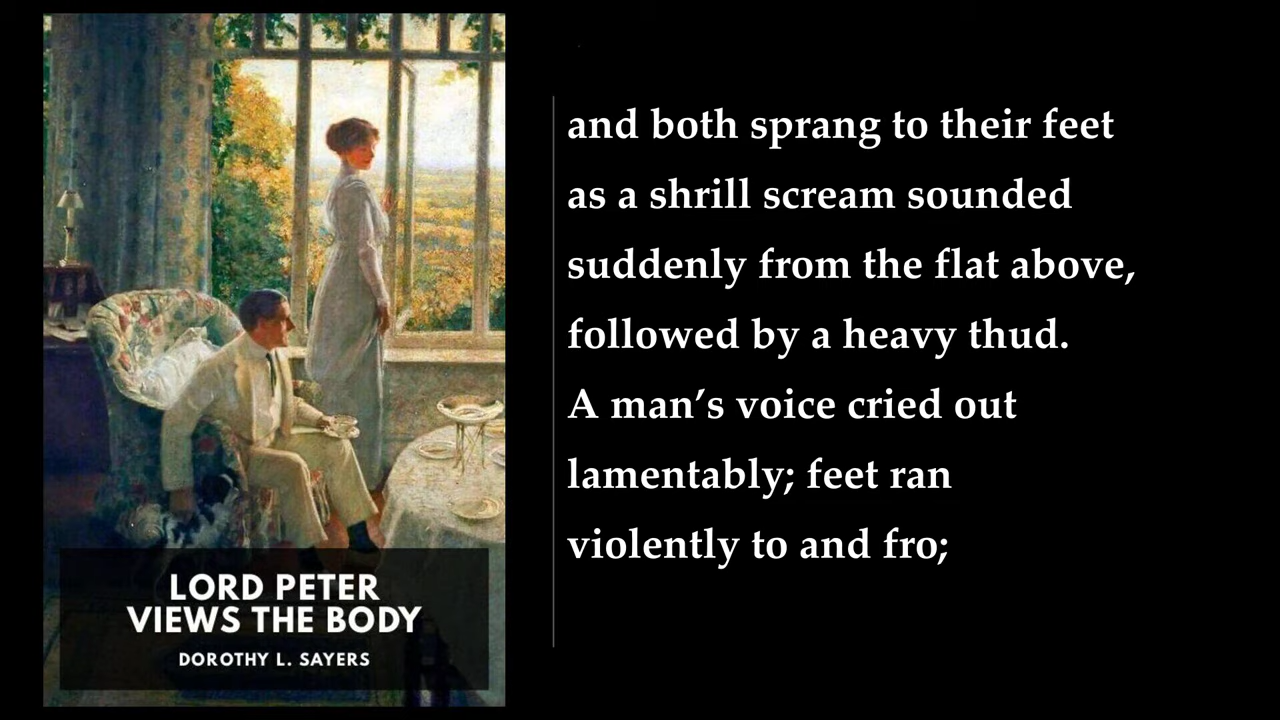 LORD PETER
VIEWS THE BODY
DOROTHY L. SAYERS
and both sprang to their feet
as a shrill scream sounded
suddenly from the flat above,
followed by a heavy thud.
A man’s voice cried out
lamentably; feet ran
violently to and fro;